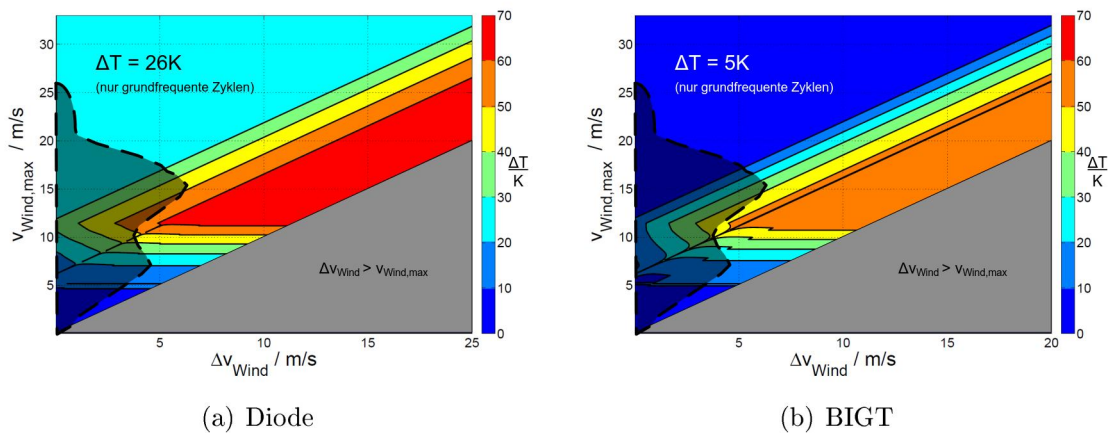 ΔT = 26K
(nur grundfrequente Zyklen)
Δv_Wind > v_Wind,max
v_Wind,max / m/s
30
25
20
15
10
5
0
5
10
15
20
25
Δv_Wind / m/s
70
60
50
40
30
20
10
0
ΔT
K
(a) Diode
ΔT = 5K
(nur grundfrequente Zyklen)
Δv_Wind > v_Wind,max
v_Wind,max / m/s
30
25
20
15
10
5
0
5
10
15
20
Δv_Wind / m/s
70
60
50
40
30
20
10
0
ΔT
K
(b) BIGT